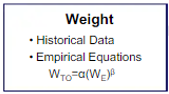 Weight
• Historical Data
• Empirical Equations
W_TO=α(W_E)^β